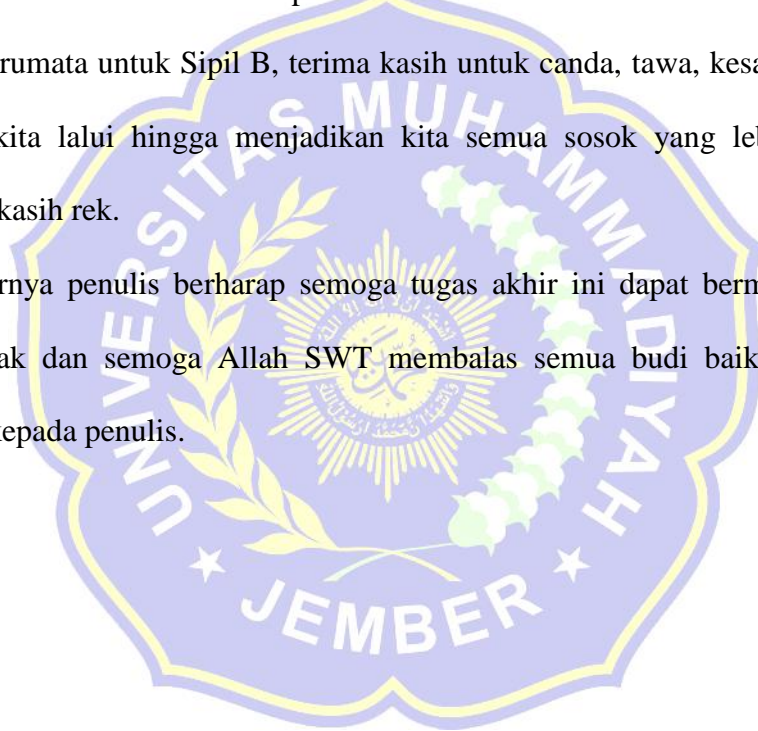 rumata untuk Sipil B, terima kasih untuk canda, tawa, kesa
kita lalui hingga menjadikan kita semua sosok yang leb
kasih rek.
rnya penulis berharap semoga tugas akhir ini dapat berm
ak dan semoga Allah SWT membalas semua budi baik
kepada penulis.
UNIVERSITAS MUHAMMADIYAH
JEMBER